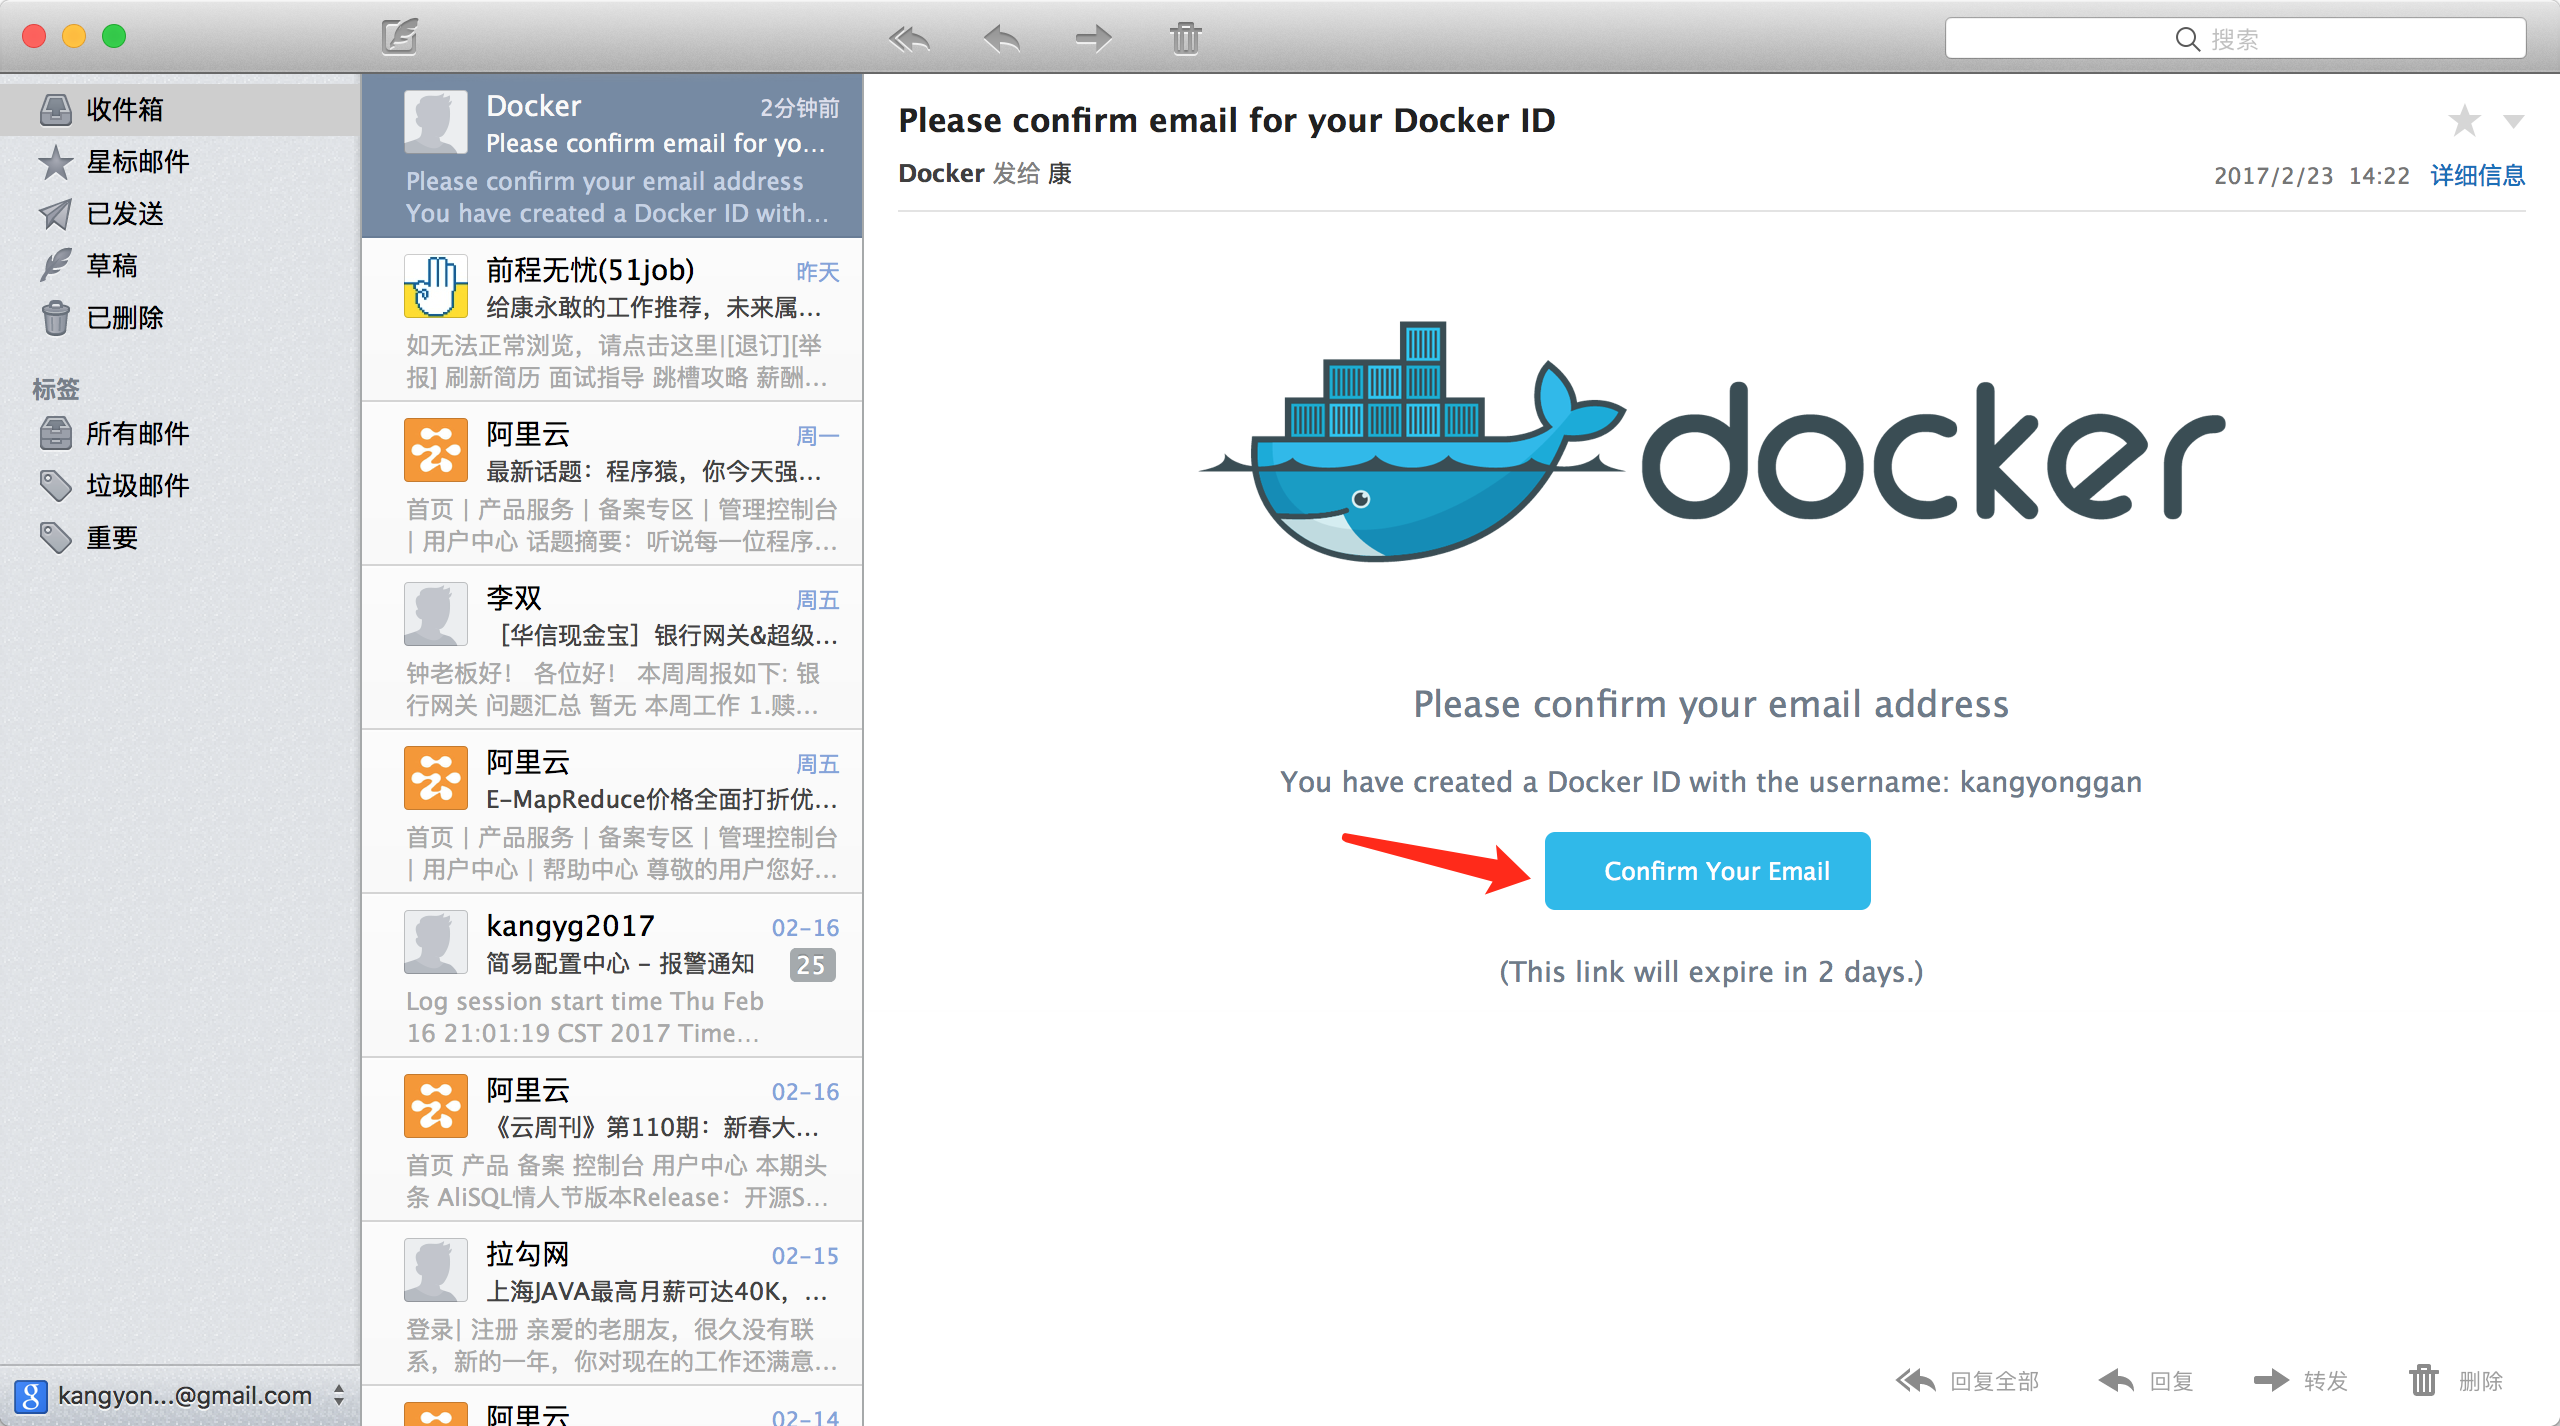 搜索
收件箱
星标邮件
已发送
草稿
已删除
标签
所有邮件
垃圾邮件
重要
kangyon...@gmail.com
Docker 2分钟前
Please confirm email for yo...
Please confirm your email address
You have created a Docker ID with...
前程无忧(51job) 昨天
给康永敢的工作推荐，未来属...
如无法正常浏览，请点击这里|[退订][举
报] 刷新简历 面试指导 跳槽攻略 薪酬...
阿里云 周一
最新话题：程序猿，你今天强...
首页 | 产品服务 | 备案专区 | 管理控制台
| 用户中心 话题摘要：听说每一位程序...
李双 周五
［华信现金宝］银行网关&超级...
钟老板好！ 各位好！ 本周周报如下: 银
行网关 问题汇总 暂无 本周工作 1.赎...
阿里云 周五
E-MapReduce价格全面打折优...
首页 | 产品服务 | 备案专区 | 管理控制台
| 用户中心 | 帮助中心 尊敬的用户您好...
kangyg2017 02-16
简易配置中心 - 报警通知 25
Log session start time Thu Feb
16 21:01:19 CST 2017 Time...
阿里云 02-16
《云周刊》第110期：新春大...
首页 产品 备案 控制台 用户中心 本期头
条 AliSQL情人节版本Release：开源S...
拉勾网 02-15
上海JAVA最高月薪可达40K，...
登录| 注册 亲爱的老朋友，很久没有联
系，新的一年，你对现在的工作还满意...
阿里云 02-14
Please confirm email for your Docker ID
Docker 发给 康
2017/2/23 14:22 详细信息
docker
Please confirm your email address
You have created a Docker ID with the username: kangyonggan
Confirm Your Email
(This link will expire in 2 days.)
回复全部 回复 转发 删除